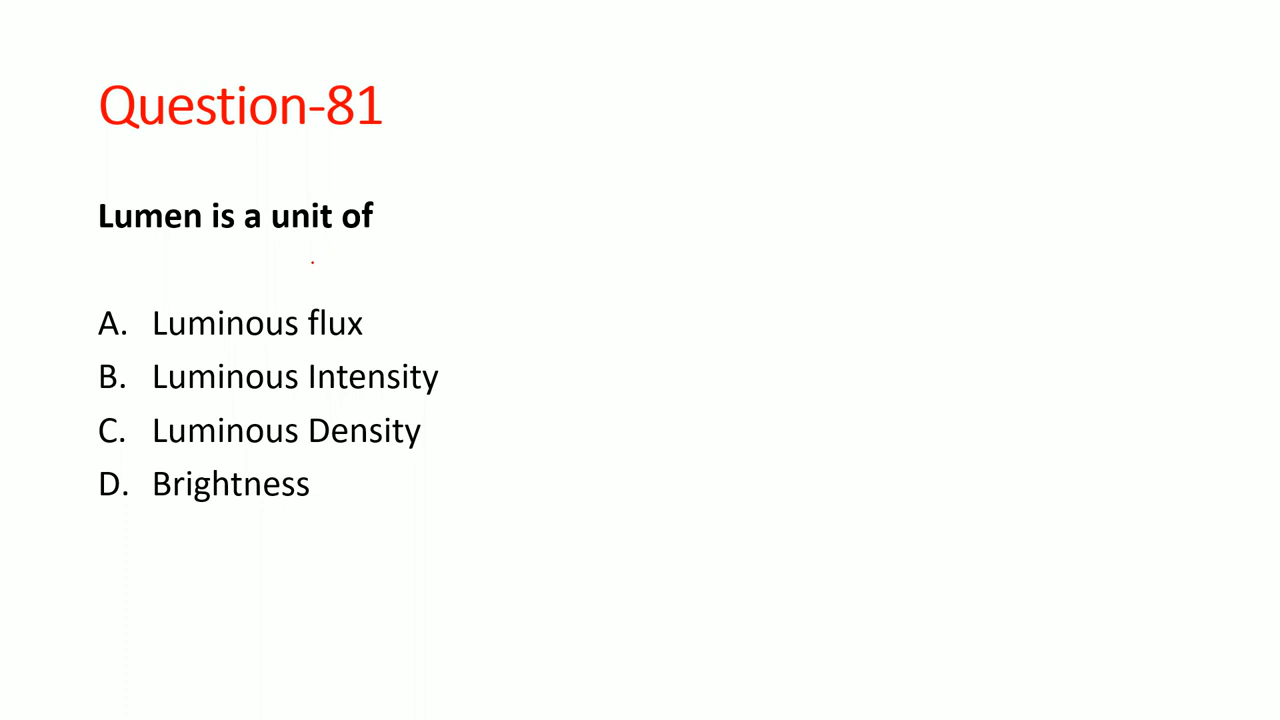 Question-81
Lumen is a unit of
A. Luminous flux
B. Luminous Intensity
C. Luminous Density
D. Brightness